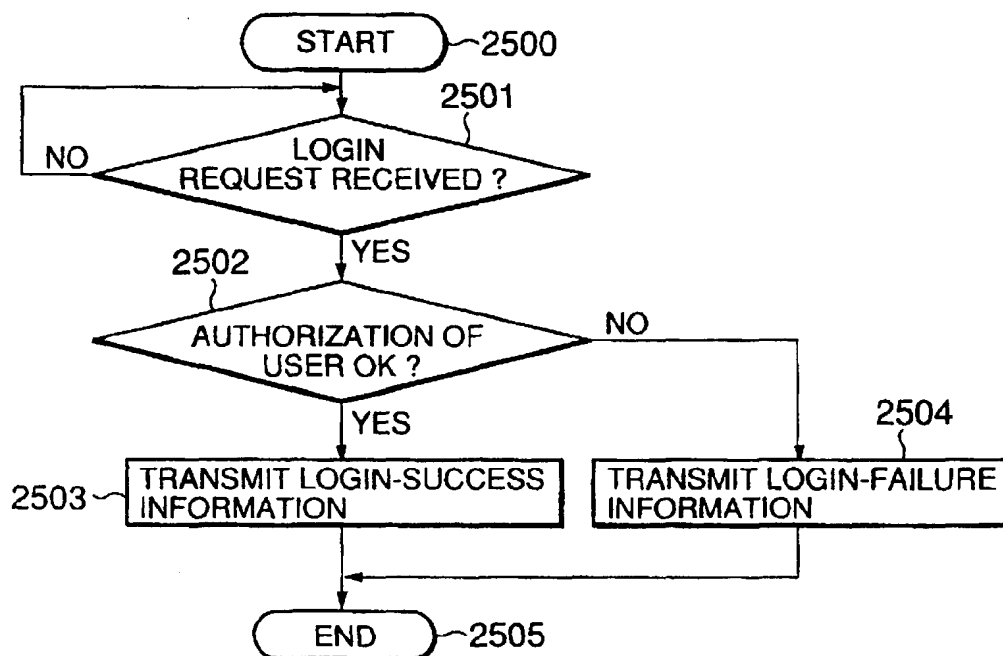 START
2500
2501
NO
LOGIN
REQUEST RECEIVED ?
YES
2502
AUTHORIZATION OF
USER OK ?
NO
YES
2504
2503
TRANSMIT LOGIN-SUCCESS
INFORMATION
TRANSMIT LOGIN-FAILURE
INFORMATION
END
2505